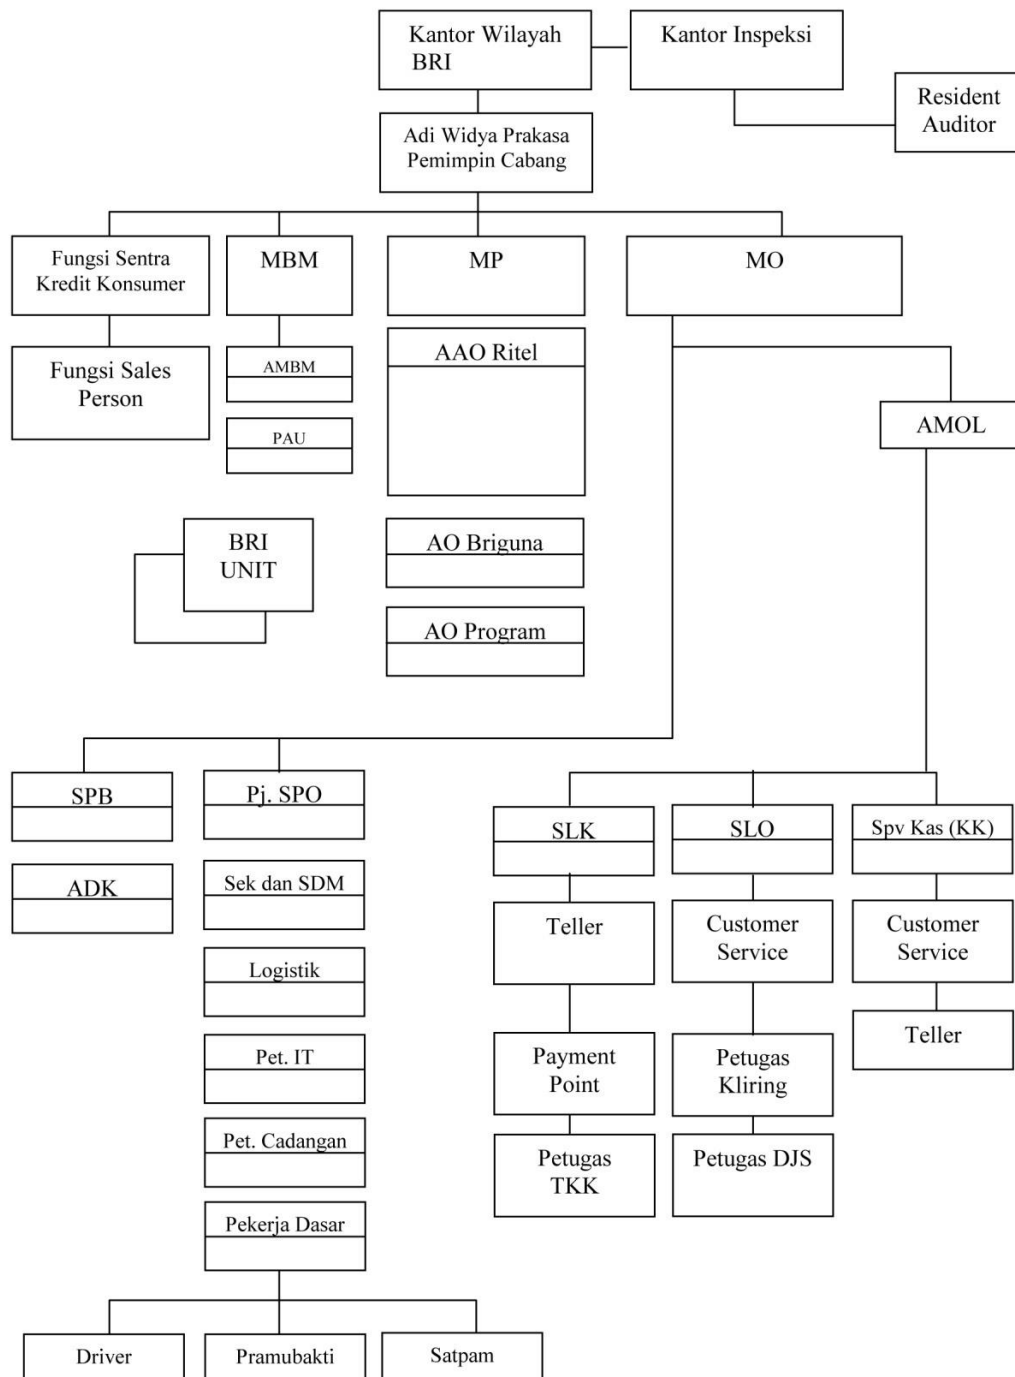 Kantor Wilayah
BRI
Kantor Inspeksi
Resident
Auditor
Adi Widya Prakasa
Pemimpin Cabang
Fungsi Sentra
Kredit Konsumer
MBM
MP
MO
Fungsi Sales
Person
AMBM
PAU
AAO Ritel
AMOL
BRI
UNIT
AO Briguna
AO Program
SPB
ADK
Pj. SPO
Sek dan SDM
Logistik
Pet. IT
Pet. Cadangan
Pekerja Dasar
SLK
Teller
Payment
Point
Petugas
TKK
SLO
Customer
Service
Petugas
Kliring
Petugas DJS
Spv Kas (KK)
Customer
Service
Teller
Driver
Pramubakti
Satpam